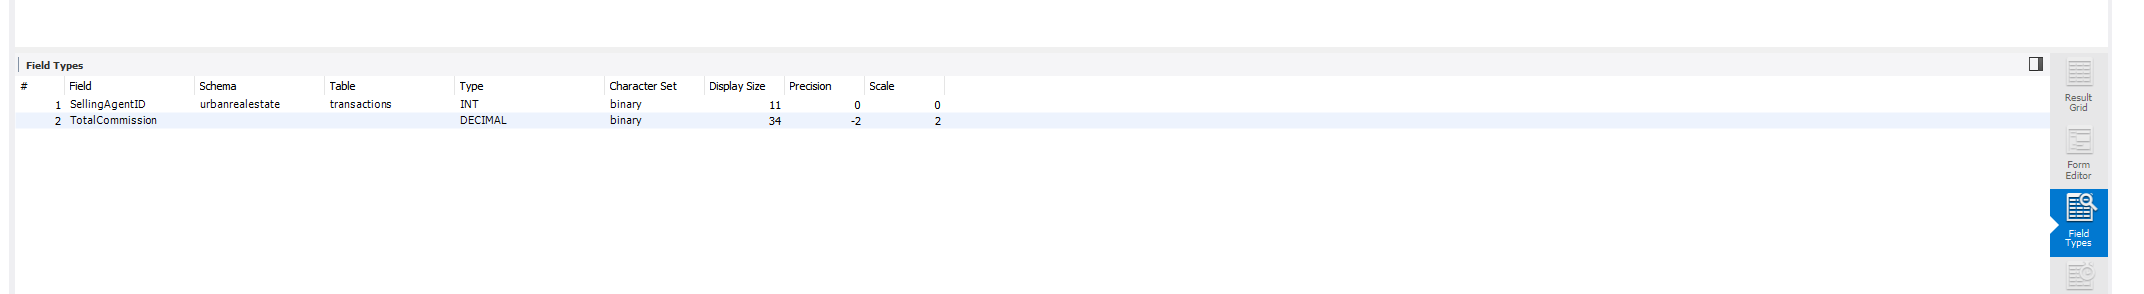 Field Types
# Field Schema Table Type Character Set Display Size Precision Scale
1 SellingAgentID urbanrealestate transactions INT binary 11 0 0
2 TotalCommission DECIMAL binary 34 -2 2
Result
Grid
Form
Editor
Field
Types